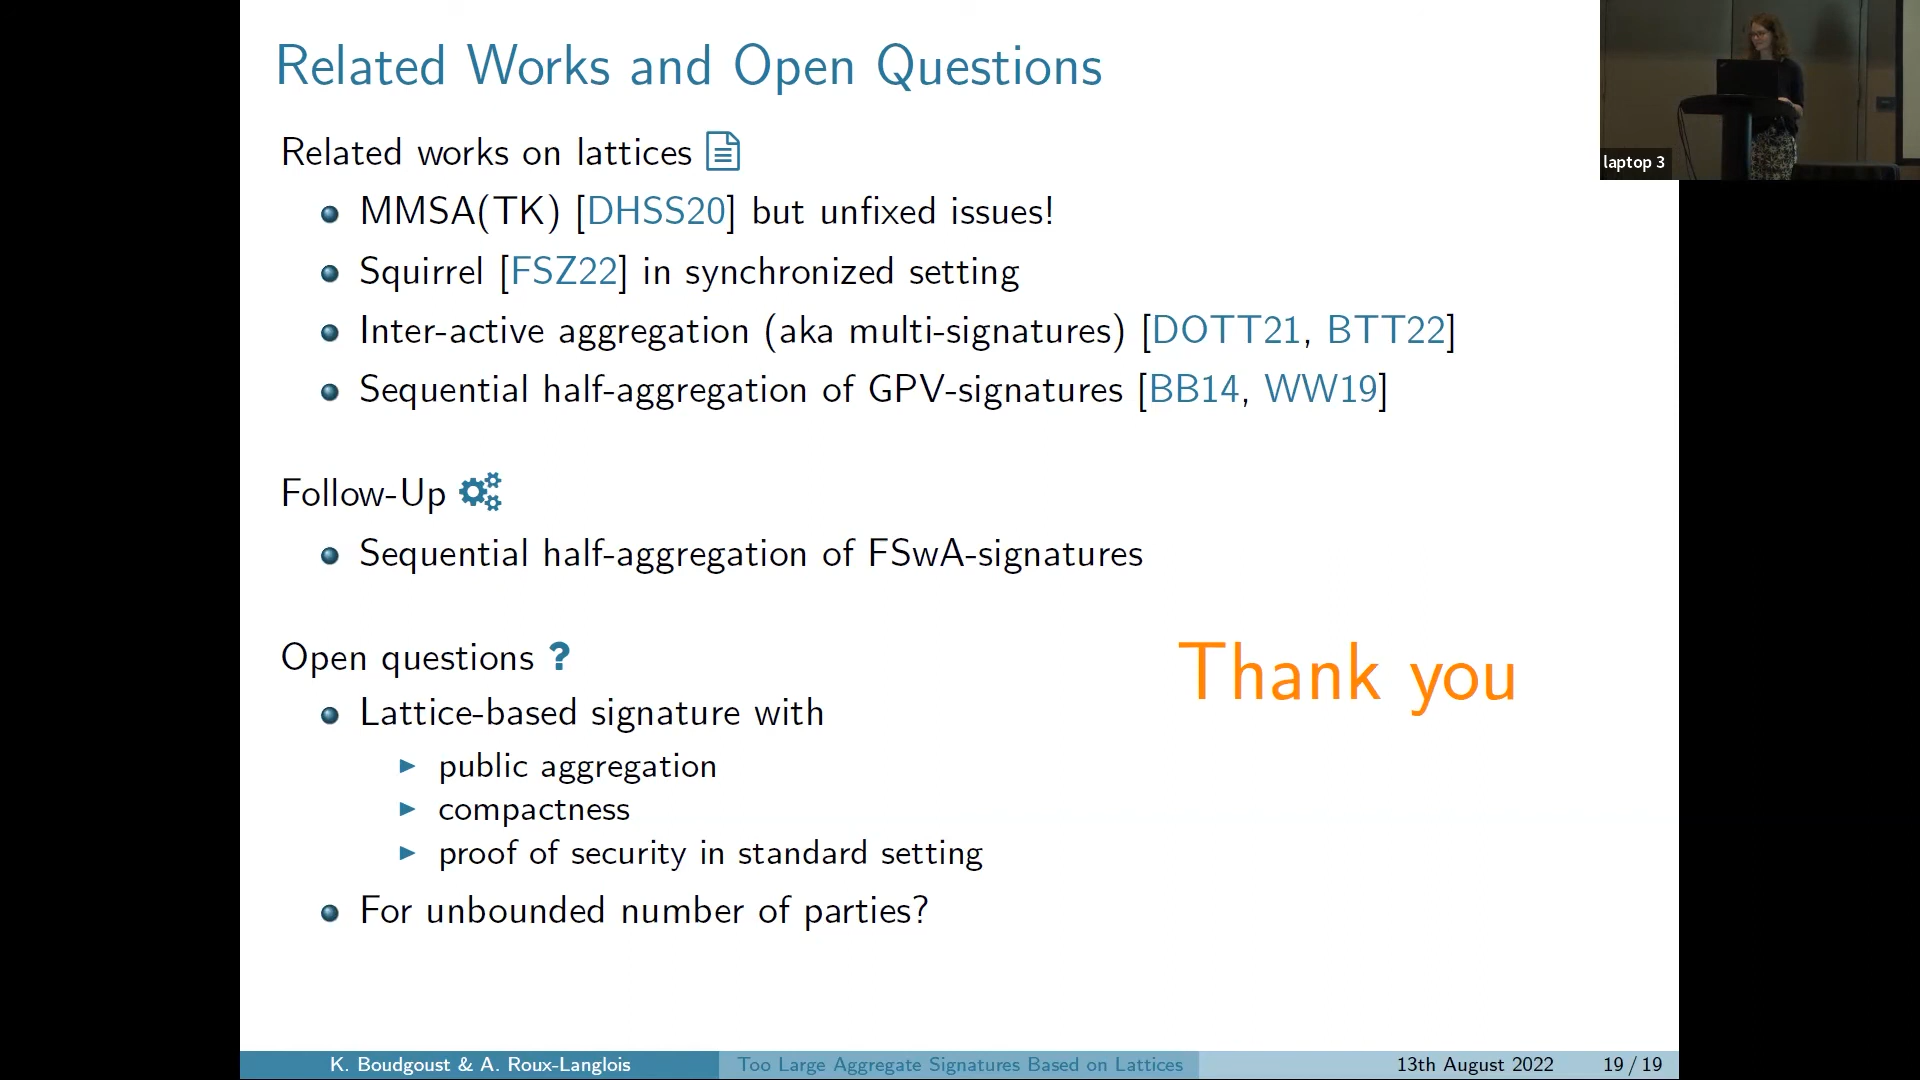 Related Works and Open Questions
laptop 3
Related works on lattices
MMSA(TK) [DHSS20] but unfixed issues!
Squirrel [FSZ22] in synchronized setting
Inter-active aggregation (aka multi-signatures) [DOTT21, BTT22]
Sequential half-aggregation of GPV-signatures [BB14, WW19]
Follow-Up
Sequential half-aggregation of FSwA-signatures
Open questions ?
Thank you
Lattice-based signature with
public aggregation
compactness
proof of security in standard setting
For unbounded number of parties?
K. Boudgoust & A. Roux-Langlois
Too Large Aggregate Signatures Based on Lattices
13th August 2022
19 / 19